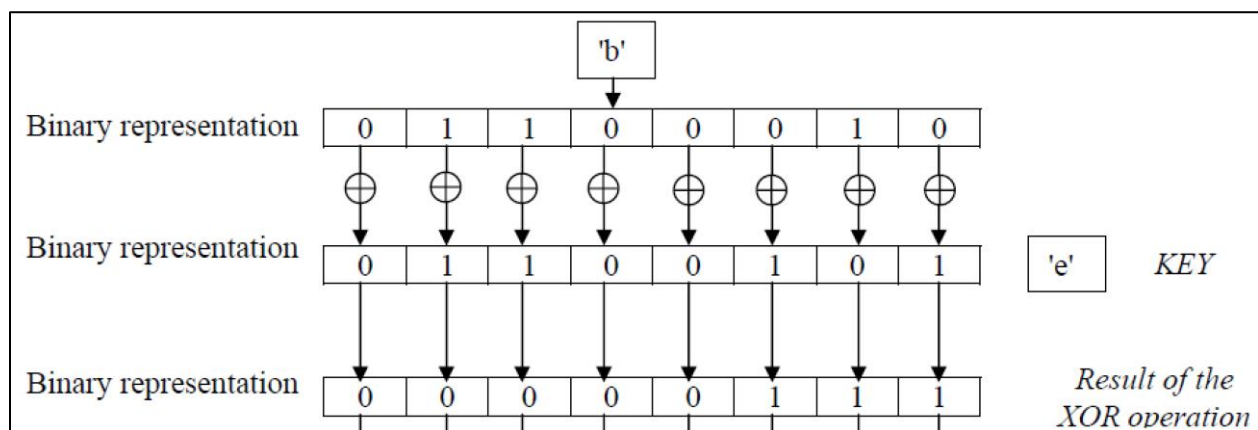 'b'
Binary representation 0 1 1 0 0 0 1 0
Binary representation 0 1 1 0 0 1 0 1 'e' KEY
Binary representation 0 0 0 0 0 1 1 1 Result of the
XOR operation